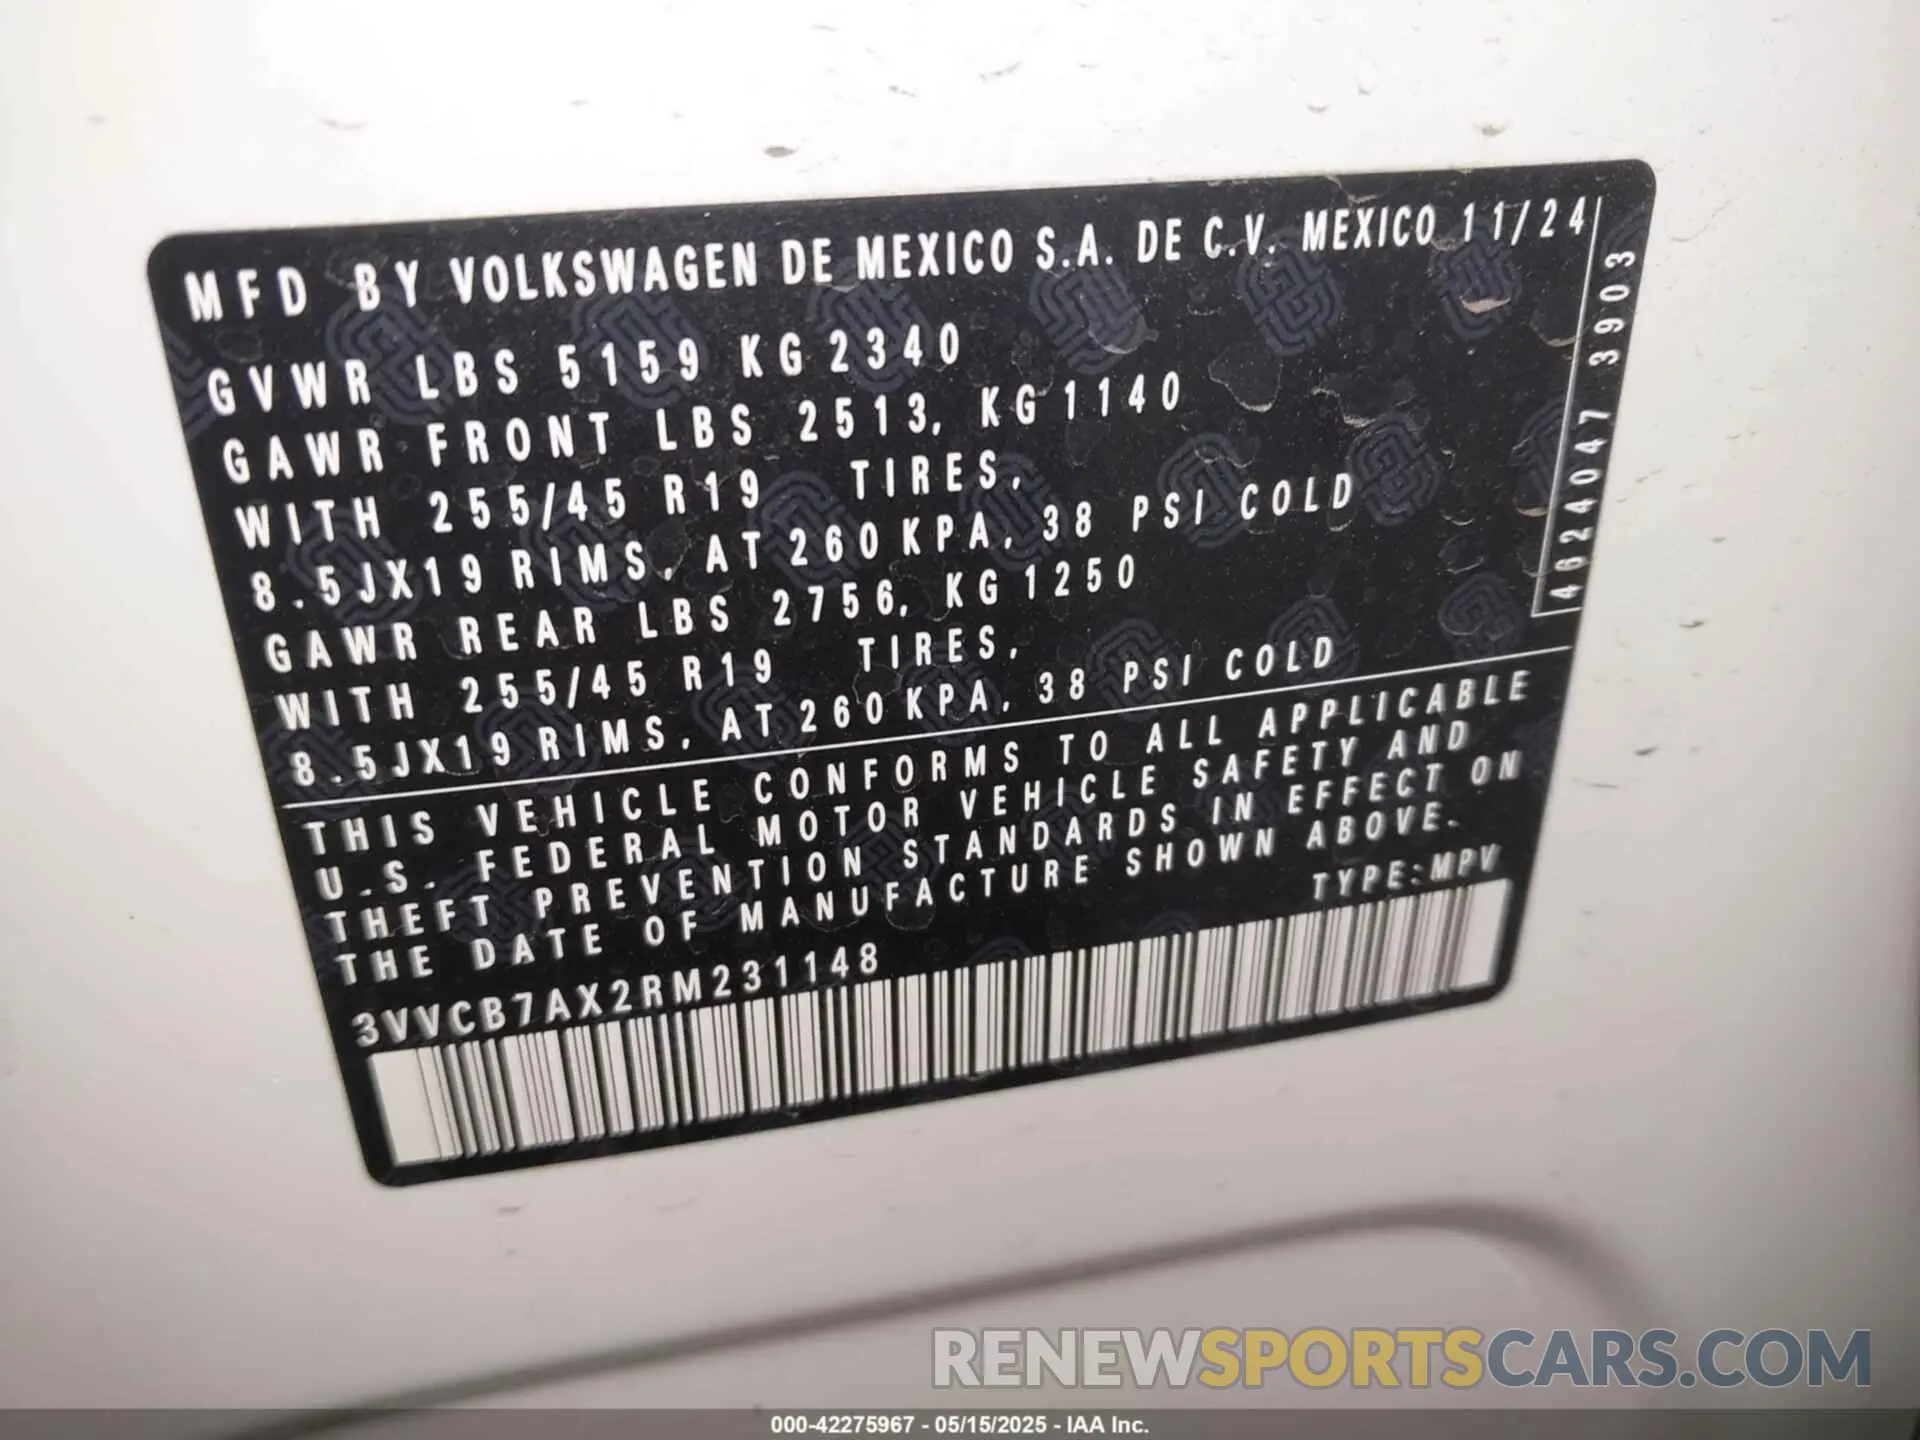 MFD BY VOLKSWAGEN DE MEXICO S.A. DE C.V. MEXICO 11/24
GVWR LBS 5159 KG 2340
GAWR FRONT LBS 2513, KG 1140
WITH 255/45 R19 TIRES,
8.5JX19 RIMS, AT 260 KPA, 38 PSI COLD
GAWR REAR LBS 2756, KG 1250
WITH 255/45 R19 TIRES,
8.5JX19 RIMS, AT 260 KPA, 38 PSI COLD
4624047 3903
THIS VEHICLE CONFORMS TO ALL APPLICABLE
U.S. FEDERAL MOTOR VEHICLE SAFETY AND
THEFT PREVENTION STANDARDS IN EFFECT ON
THE DATE OF MANUFACTURE SHOWN ABOVE.
TYPE:MPV
3VVCB7AX2RM231148
RENEWSPORTSCARS.COM
000-42275967 - 05/15/2025 - IAA Inc.